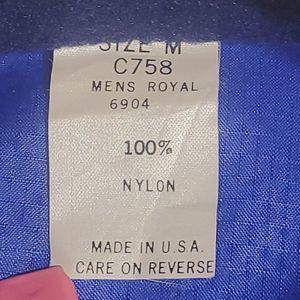 SIZE M
C758
MENS ROYAL
6904
100%
NYLON
MADE IN U.S.A.
CARE ON REVERSE